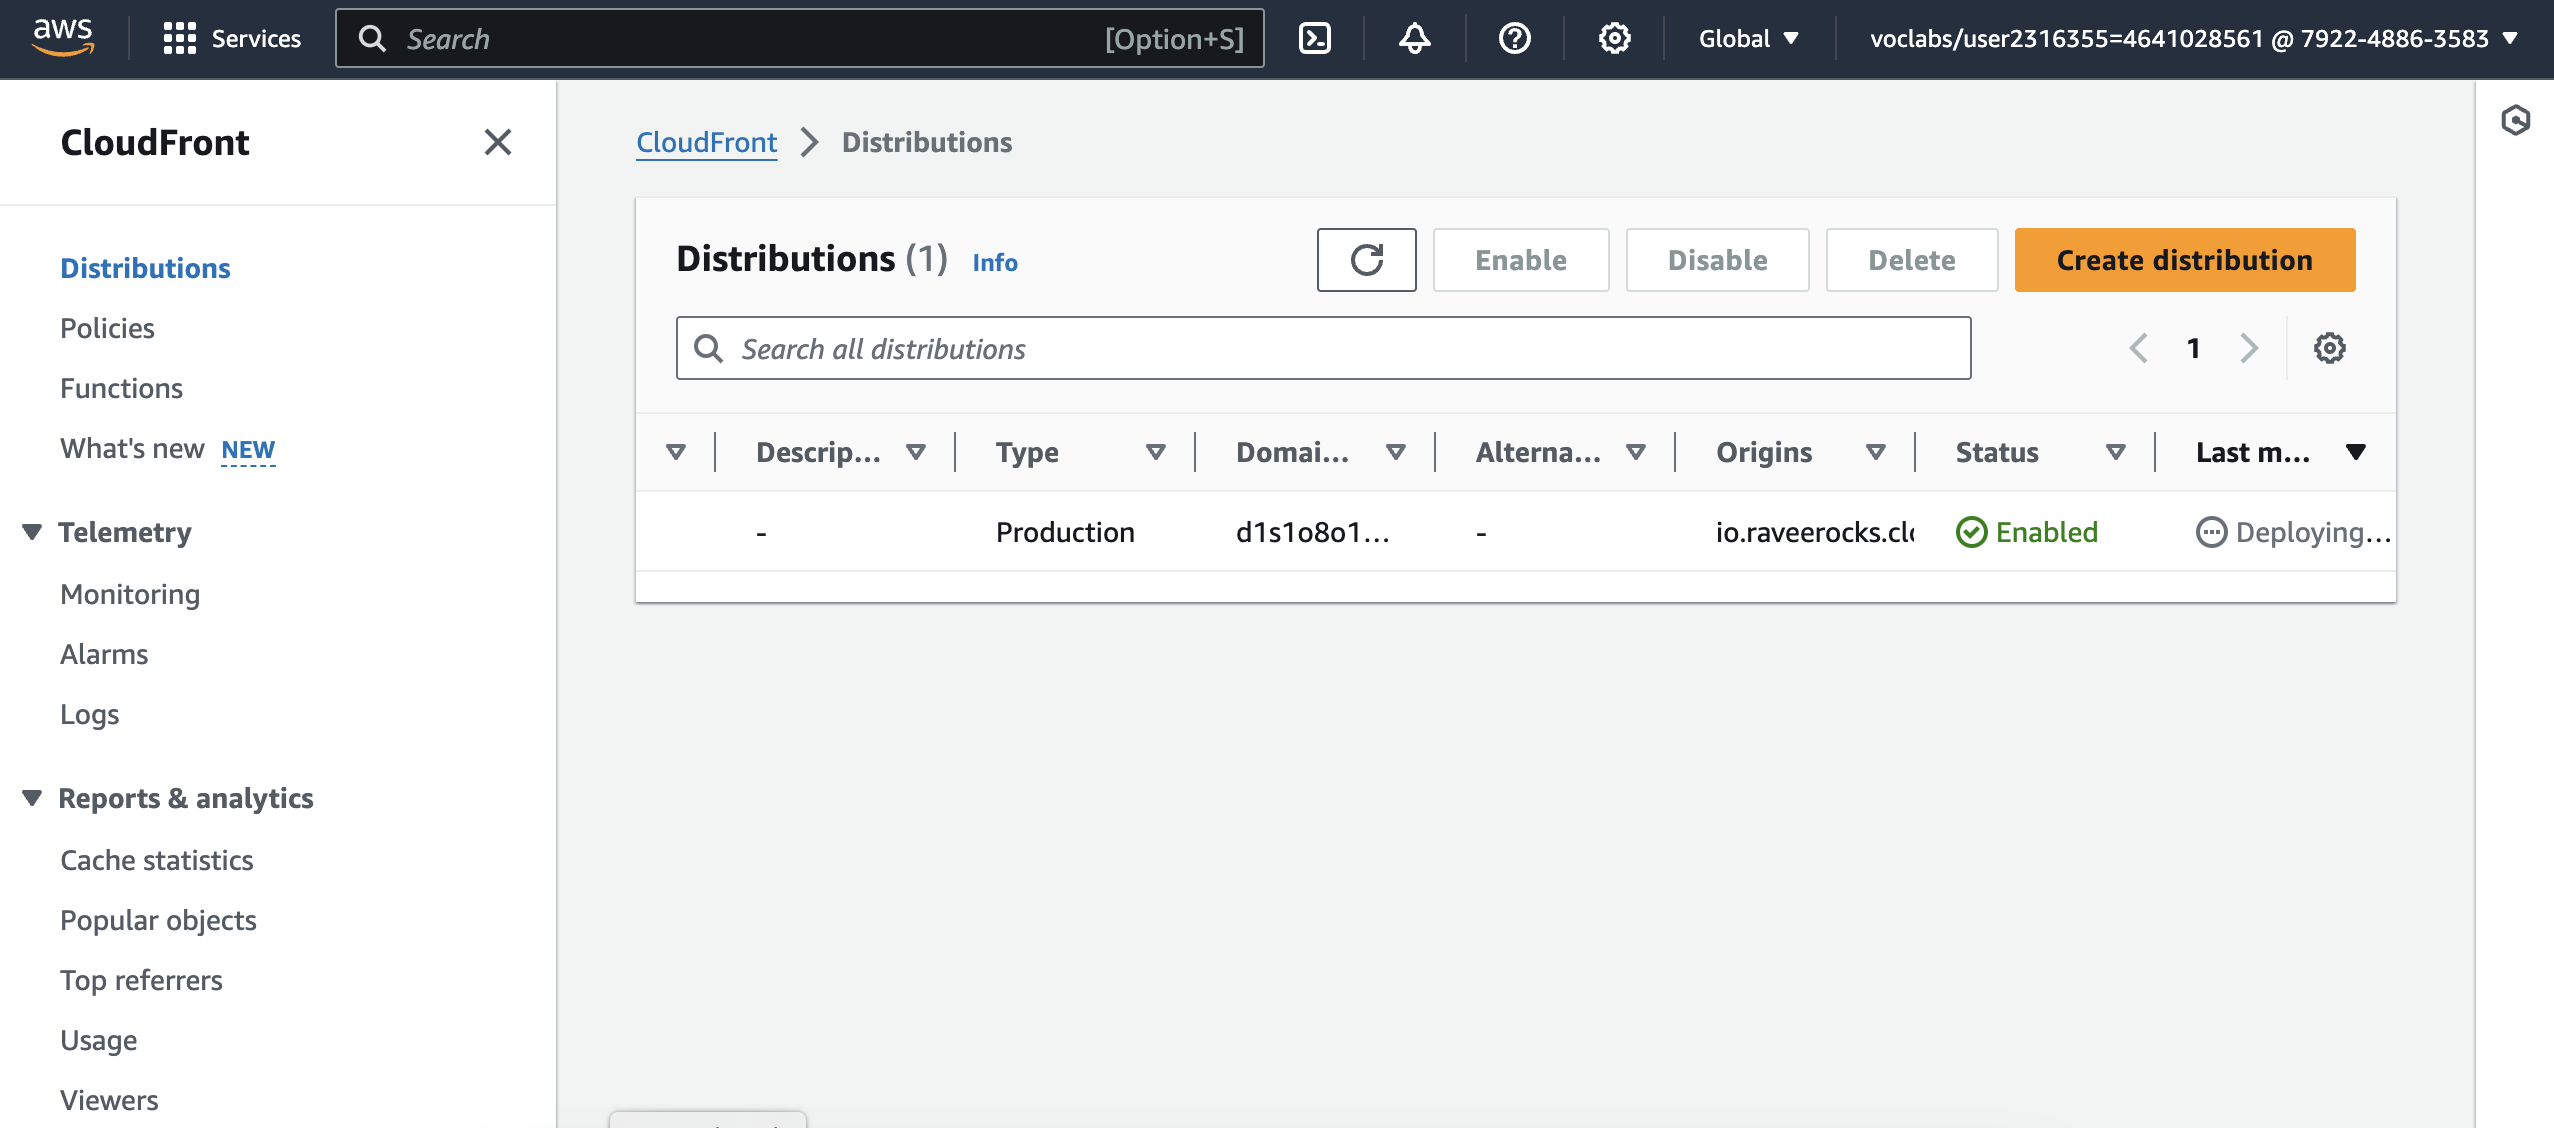 aws
Services
Search
[Option+S]
Global
voclabs/user2316355=4641028561 @ 7922-4886-3583
CloudFront
Distributions
Policies
Functions
What's new NEW
Telemetry
Monitoring
Alarms
Logs
Reports & analytics
Cache statistics
Popular objects
Top referrers
Usage
Viewers
CloudFront > Distributions
Distributions (1) Info
Enable
Disable
Delete
Create distribution
Search all distributions
1
Descrip... Type Domai... Alterna... Origins Status Last m...
- Production d1s1o8o1... - io.raveerocks.clo Enabled Deploying...